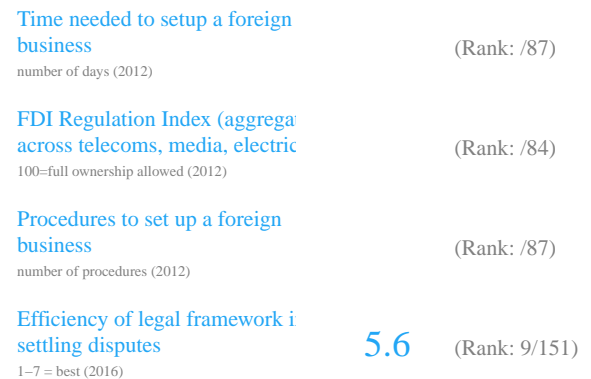 Time needed to setup a foreign
business
(Rank: /87)
number of days (2012)
FDI Regulation Index
across telecoms, media,
(Rank: /84)
100=full ownership allowed (2012)
Procedures to set up a foreign
business
(Rank: /87)
number of procedures (2012)
Efficiency of legal framework
settling disputes
5.6
(Rank: 9/151)
1–7 = best (2016)